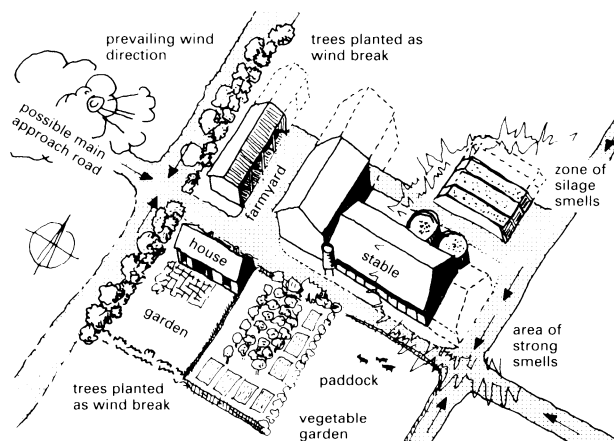 prevailing wind
direction
trees planted as
wind break
possible main
approach road
farmyard
zone of
silage
smells
house
stable
garden
area of
strong
smells
trees planted
as wind break
paddock
vegetable
garden